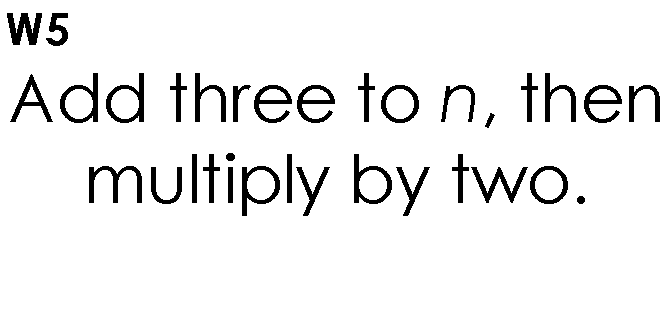 W5
Add three to n, then
multiply by two.